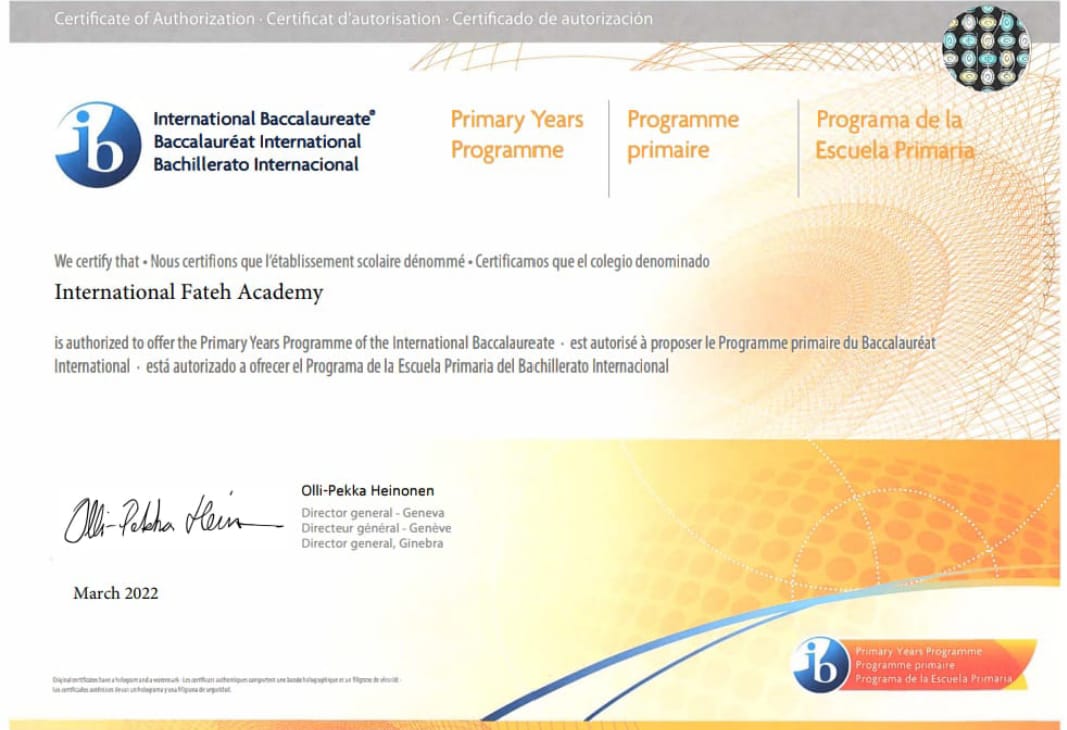 Certificate of Authorization · Certificat d'autorisation · Certificado de autorización
ib
International Baccalaureate®
Baccalauréat International
Bachillerato Internacional
Primary Years
Programme
Programme
primaire
Programa de la
Escuela Primaria
We certify that • Nous certifions que l'établissement scolaire dénommé • Certificamos que el colegio denominado
International Fateh Academy
is authorized to offer the Primary Years Programme of the International Baccalaureate · est autorisé à proposer le Programme primaire du Baccalauréat
International · está autorizado a ofrecer el Programa de la Escuela Primaria del Bachillerato Internacional
Olli-Pekka Hein
Olli-Pekka Heinonen
Director general - Geneva
Directeur général - Genève
Director general, Ginebra
March 2022
Original certificates have a hologram and a watermark - Les certificats authentiques comportent une bande holographique et un filigrane de sécurité -
Los certificados auténticos llevan un holograma y una filigrana de seguridad.
ib
Primary Years Programme
Programme primaire
Programa de la Escuela Primaria